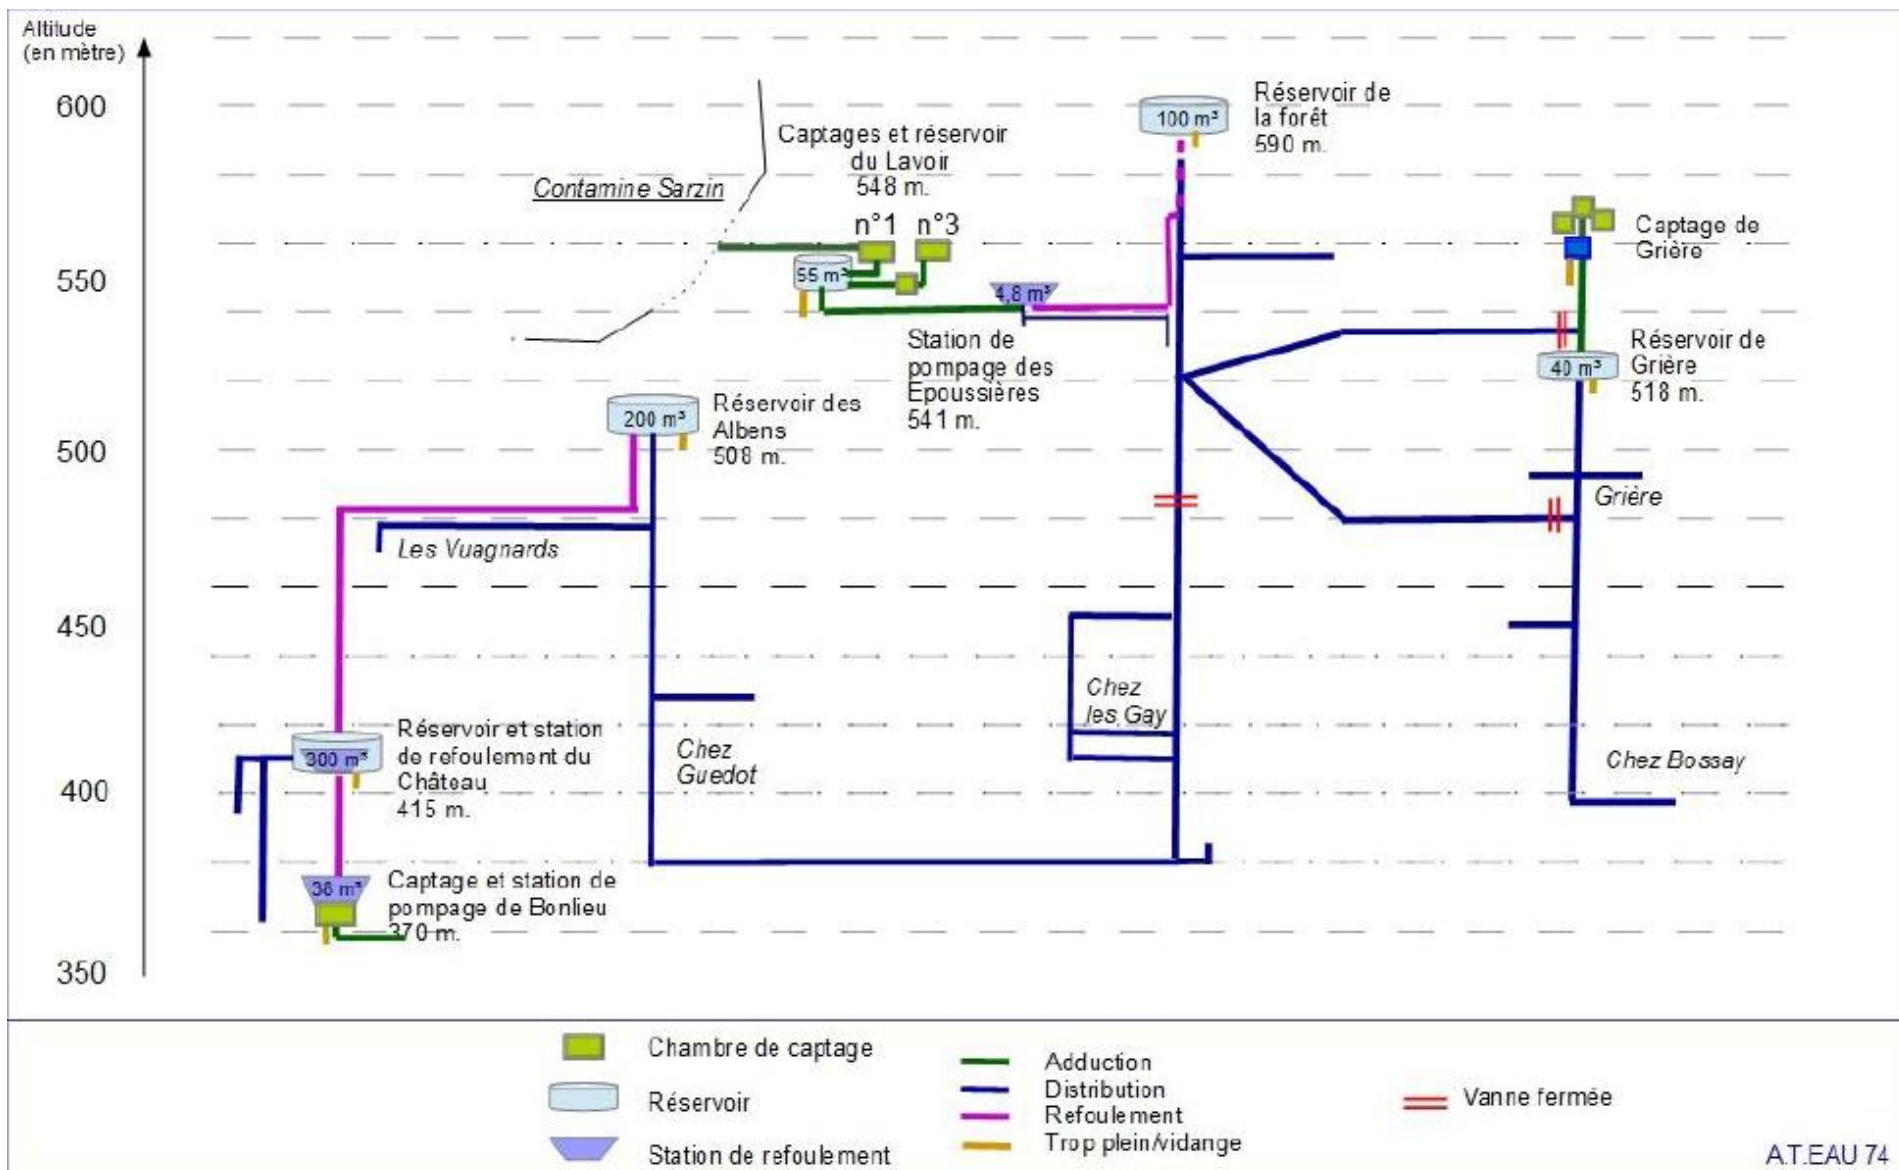 Altitude
(en mètre)
600
550
500
450
400
350
Contamine Sarzin
Captages et réservoir
du Lavoir
548 m.
n°1
n°3
55 m³
4,8 m³
Station de
pompage des
Epoussières
541 m.
100 m³
Réservoir de
la forêt
590 m.
Captage de
Grière
40 m³
Réservoir de
Grière
518 m.
Grière
Chez Bossay
200 m³
Réservoir des
Albens
508 m.
Les Vuagnards
Chez
Guedot
Chez
les Gay
300 m³
Réservoir et station
de refoulement du
Château
415 m.
36 m³
Captage et station de
pompage de Bonlieu
370 m.
Chambre de captage
Réservoir
Station de refoulement
Adduction
Distribution
Refoulement
Trop plein/vidange
Vanne fermée
A.T.EAU 74